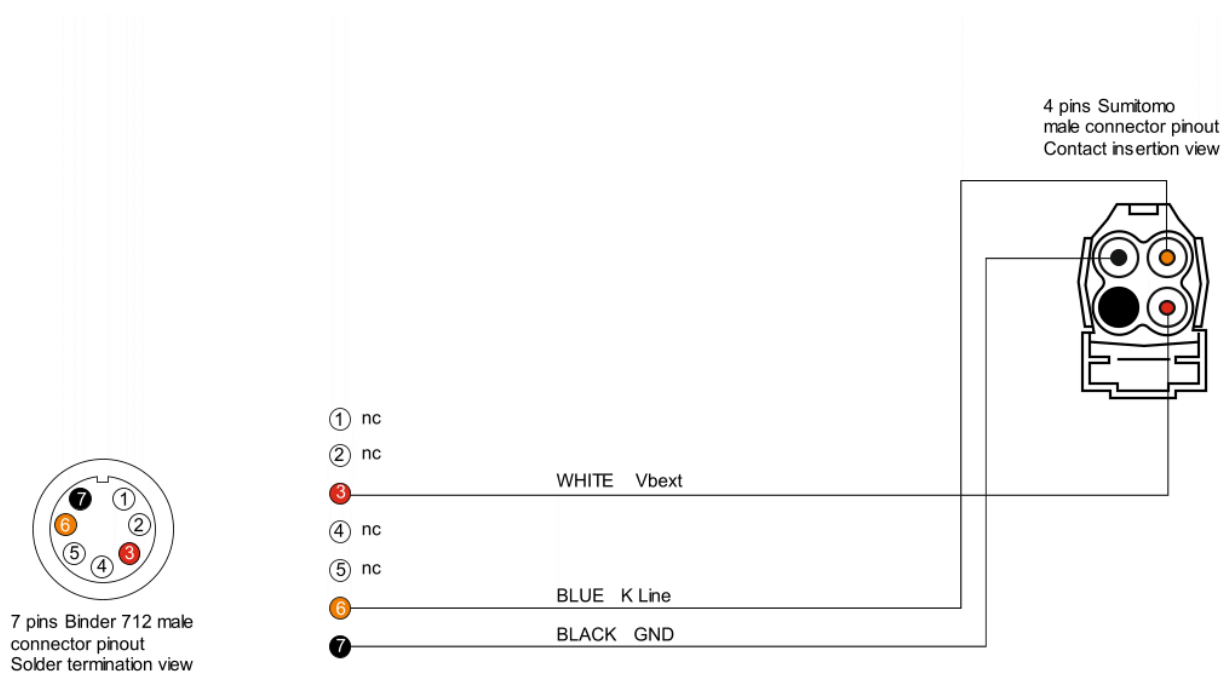 4 pins Sumitomo
male connector pinout
Contact insertion view
1 nc
2 nc
WHITE Vbext
3
4 nc
5 nc
BLUE K Line
6
BLACK GND
7
7 1
6 2
5 3
4
7 pins Binder 712 male
connector pinout
Solder termination view